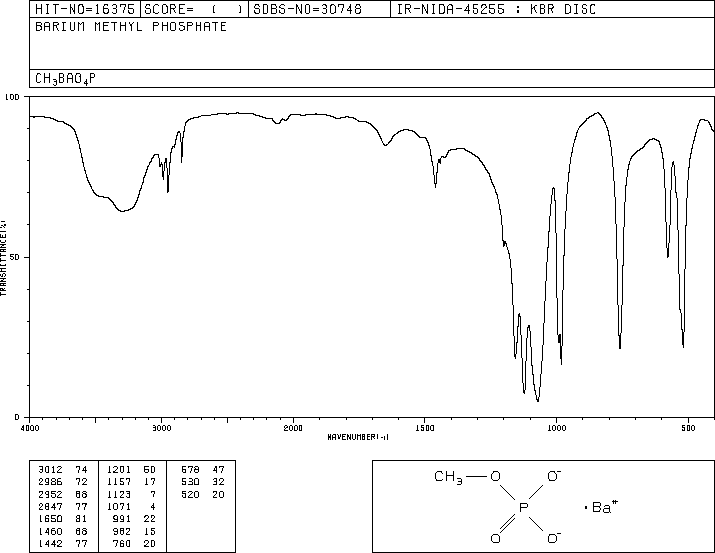 HIT-NO=16375 SCORE= ( ) SDBS-NO=30748 IR-NIDA-45255 : KBR DISC
BARIUM METHYL PHOSPHATE
CH3BAO4P
100
TRANSMITTANCE(%)
50
0
4000 3000 2000 1500 1000 500
WAVENUMBER(-1)
3012 74 1201 50 578 47
2986 72 1157 17 530 32
2952 68 1123 7 520 20
2847 77 1071 4
1650 81 991 22
1460 68 982 15
1442 77 760 20
CH3 O O-
P · Ba++
O O-